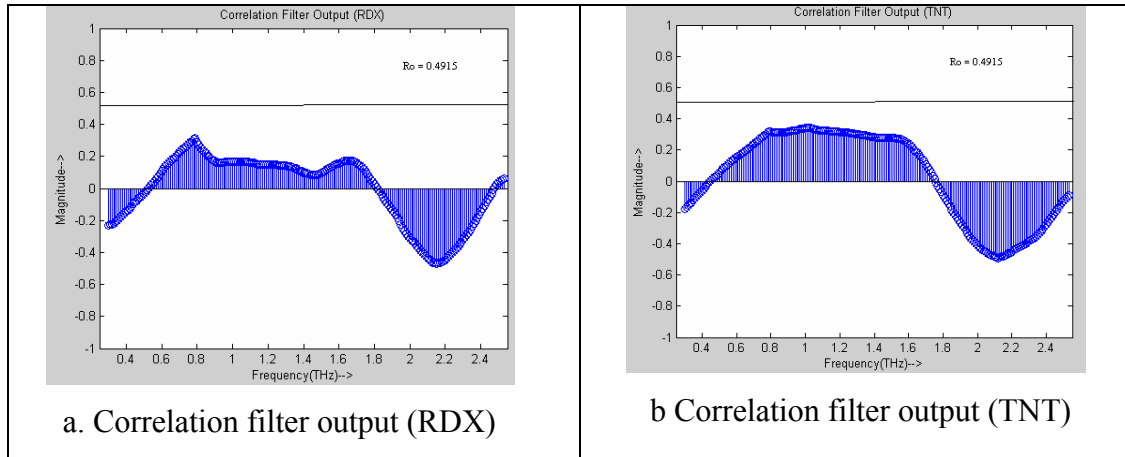 Correlation Filter Output (RDX)
1
0.8
0.6
0.4
0.2
0
-0.2
-0.4
-0.6
-0.8
-1
Magnitude-->
Ro = 0.4915
0.4 0.6 0.8 1 1.2 1.4 1.6 1.8 2 2.2 2.4
Frequency(THz)-->
a. Correlation filter output (RDX)
Correlation Filter Output (TNT)
1
0.8
0.6
0.4
0.2
0
-0.2
-0.4
-0.6
-0.8
-1
Magnitude-->
Ro = 0.4915
0.4 0.6 0.8 1 1.2 1.4 1.6 1.8 2 2.2 2.4
Frequency(THz)-->
b Correlation filter output (TNT)